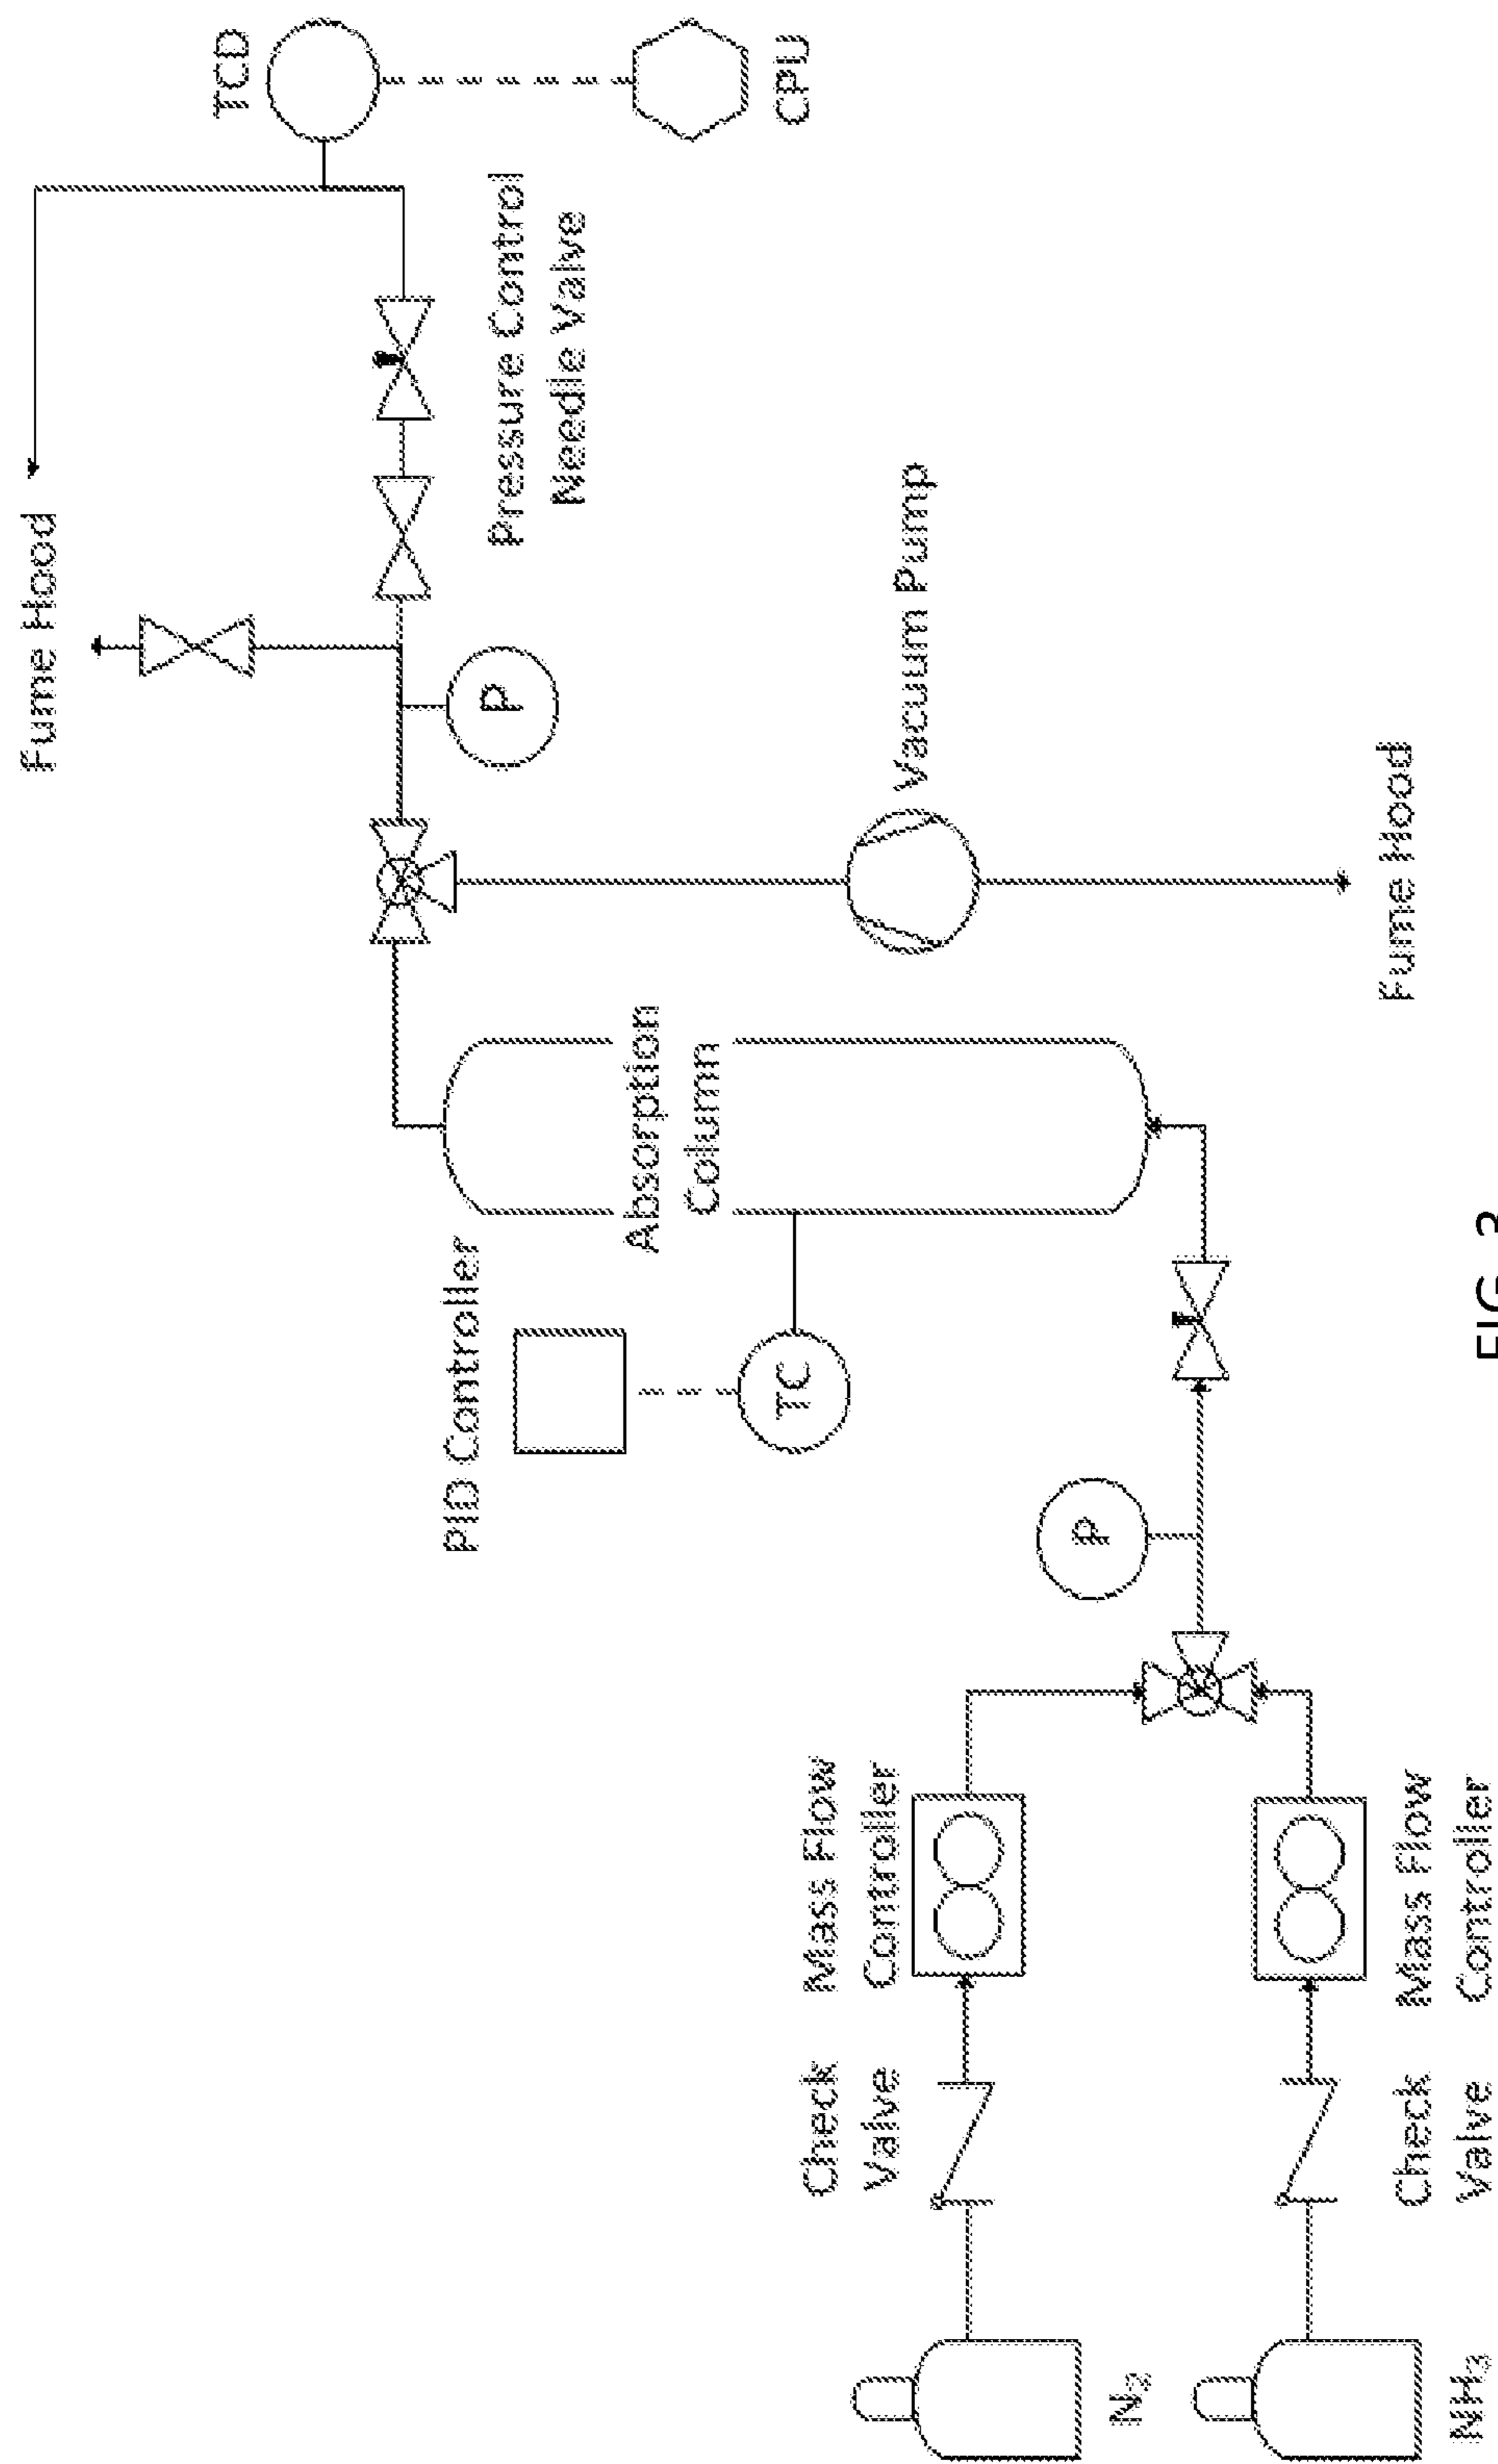 Fume Hood
TCD
CPU
Pressure Control
Needle Valve
P
Vacuum Pump
Fume Hood
Absorption
Column
PID Controller
TC
P
Mass Flow
Controller
Check
Valve
N₂
Mass Flow
Controller
Check
Valve
NH₃
FIG. 3